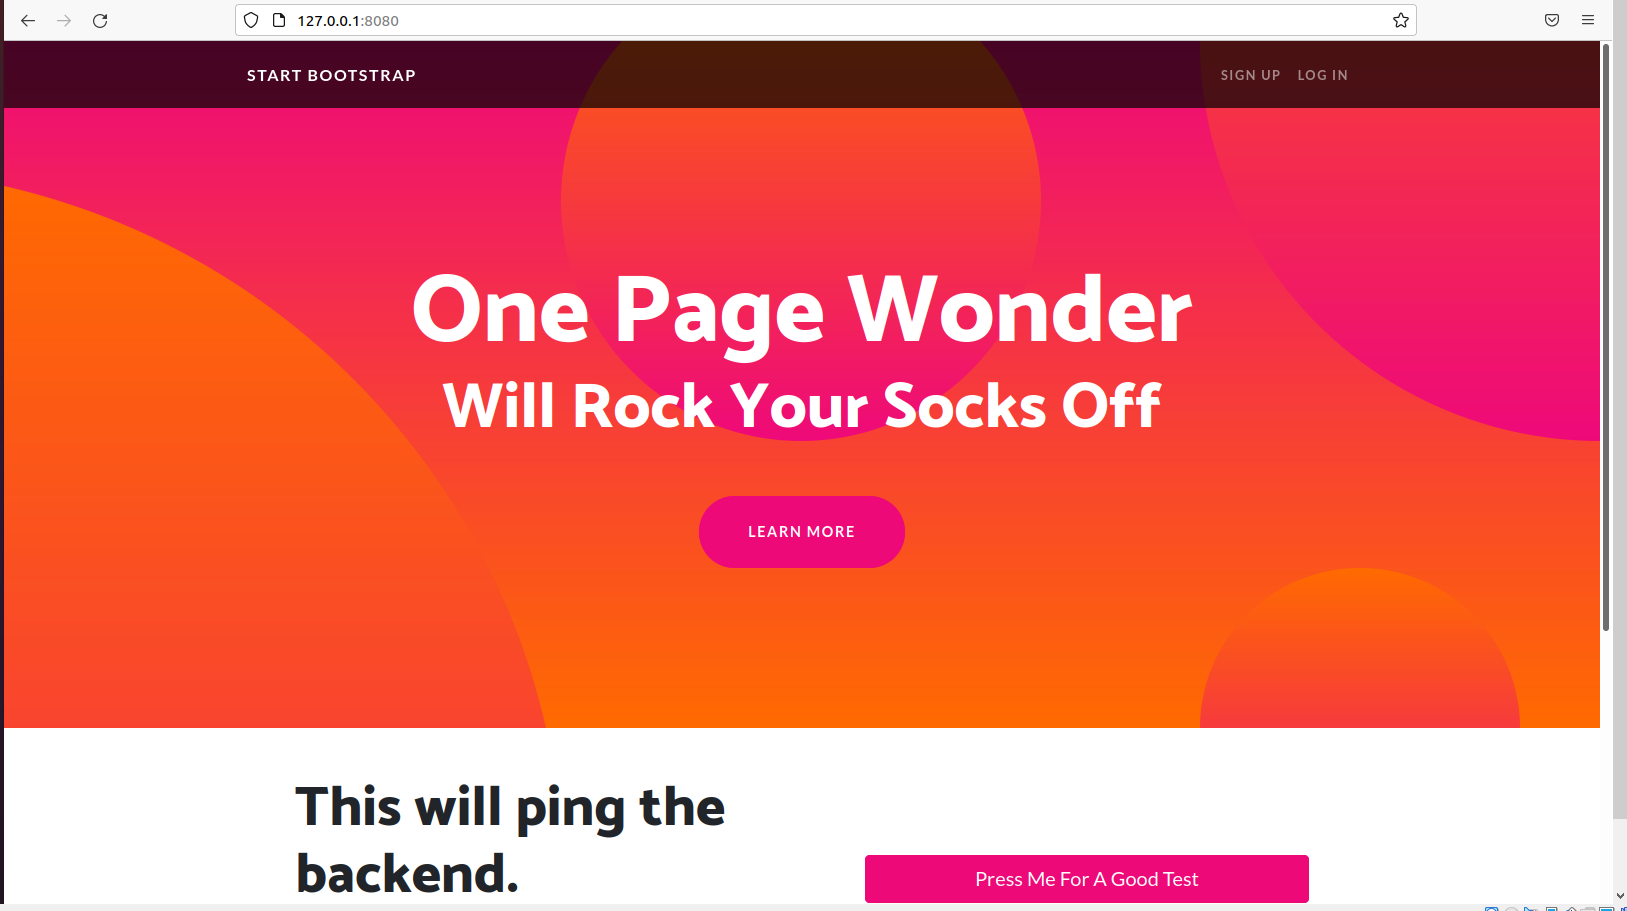 127.0.0.1:8080
START BOOTSTRAP
SIGN UP LOG IN
One Page Wonder
Will Rock Your Socks Off
LEARN MORE
This will ping the
backend.
Press Me For A Good Test